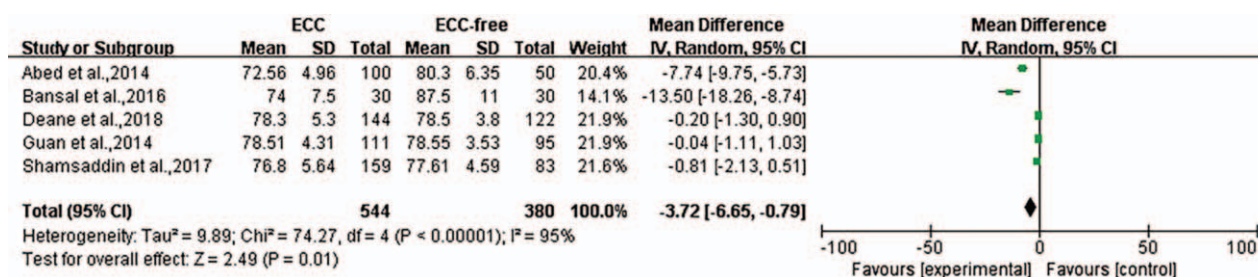 ECC ECC-free Mean Difference Mean Difference
Study or Subgroup Mean SD Total Mean SD Total Weight IV, Random, 95% CI IV, Random, 95% CI
Abed et al.,2014 72.56 4.96 100 80.3 6.35 50 20.4% -7.74 [-9.75, -5.73]
Bansal et al.,2016 74 7.5 30 87.5 11 30 14.1% -13.50 [-18.26, -8.74]
Deane et al.,2018 78.3 5.3 144 78.5 3.8 122 21.9% -0.20 [-1.30, 0.90]
Guan et al.,2014 78.51 4.31 111 78.55 3.53 95 21.9% -0.04 [-1.11, 1.03]
Shamsaddin et al.,2017 76.8 5.64 159 77.61 4.59 83 21.6% -0.81 [-2.13, 0.51]
Total (95% CI) 544 380 100.0% -3.72 [-6.65, -0.79]
Heterogeneity: Tau² = 9.89; Chi² = 74.27, df = 4 (P < 0.00001); I² = 95%
Test for overall effect: Z = 2.49 (P = 0.01)
-100 -50 0 50 100
Favours [experimental] Favours [control]